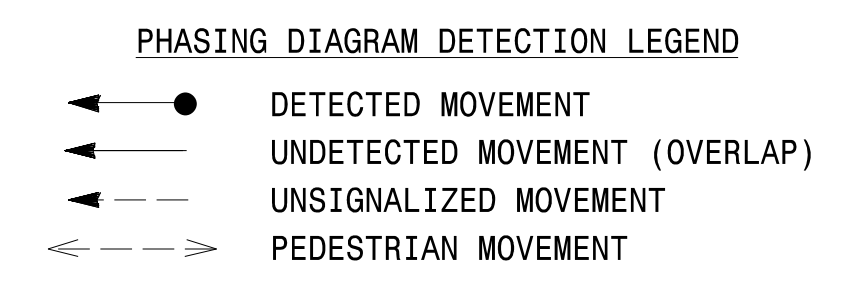 PHASING DIAGRAM DETECTION LEGEND
DETECTED MOVEMENT
UNDETECTED MOVEMENT (OVERLAP)
UNSIGNALIZED MOVEMENT
PEDESTRIAN MOVEMENT